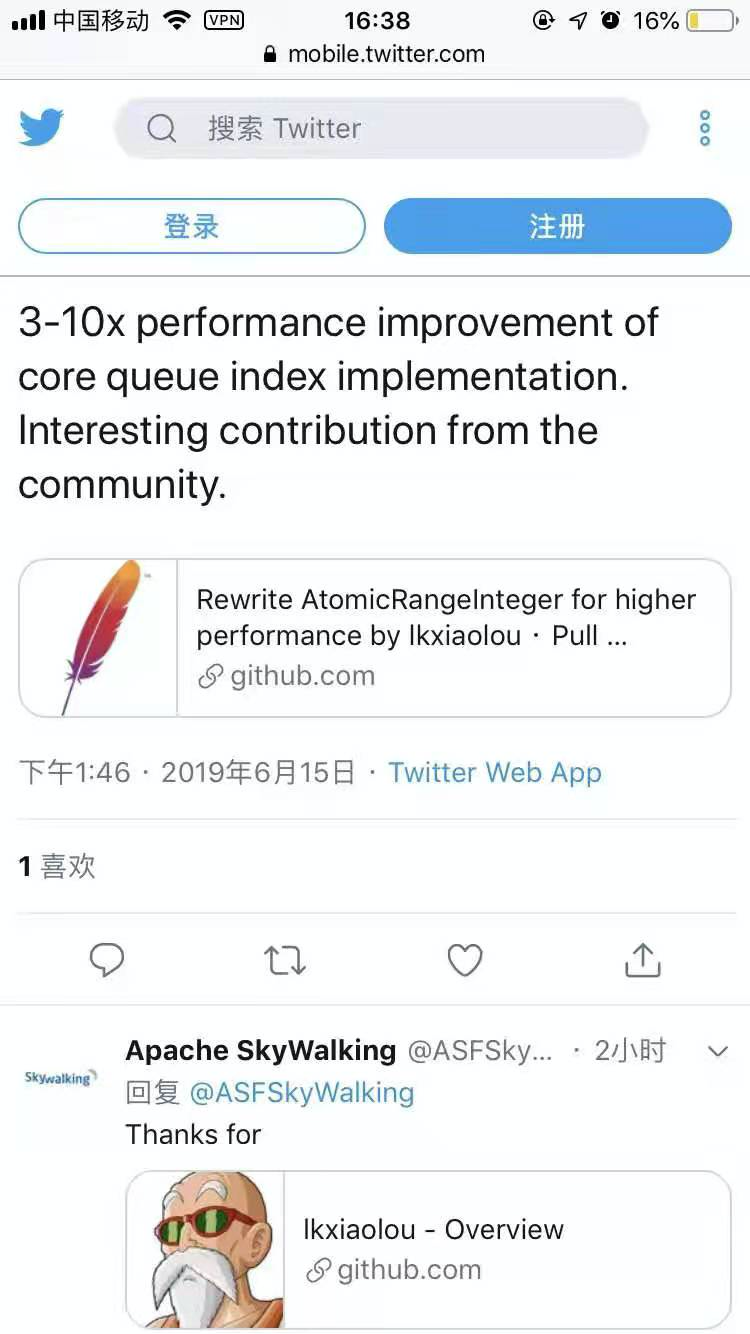 中国移动 VPN 16:38 16%
mobile.twitter.com
搜索 Twitter
登录 注册
3-10x performance improvement of
core queue index implementation.
Interesting contribution from the
community.
Rewrite AtomicRangeInteger for higher
performance by lkxiaolou · Pull ...
github.com
下午1:46 · 2019年6月15日 · Twitter Web App
1 喜欢
Apache SkyWalking @ASFSky... · 2小时
Skywalking
回复 @ASFSkyWalking
Thanks for
lkxiaolou - Overview
github.com